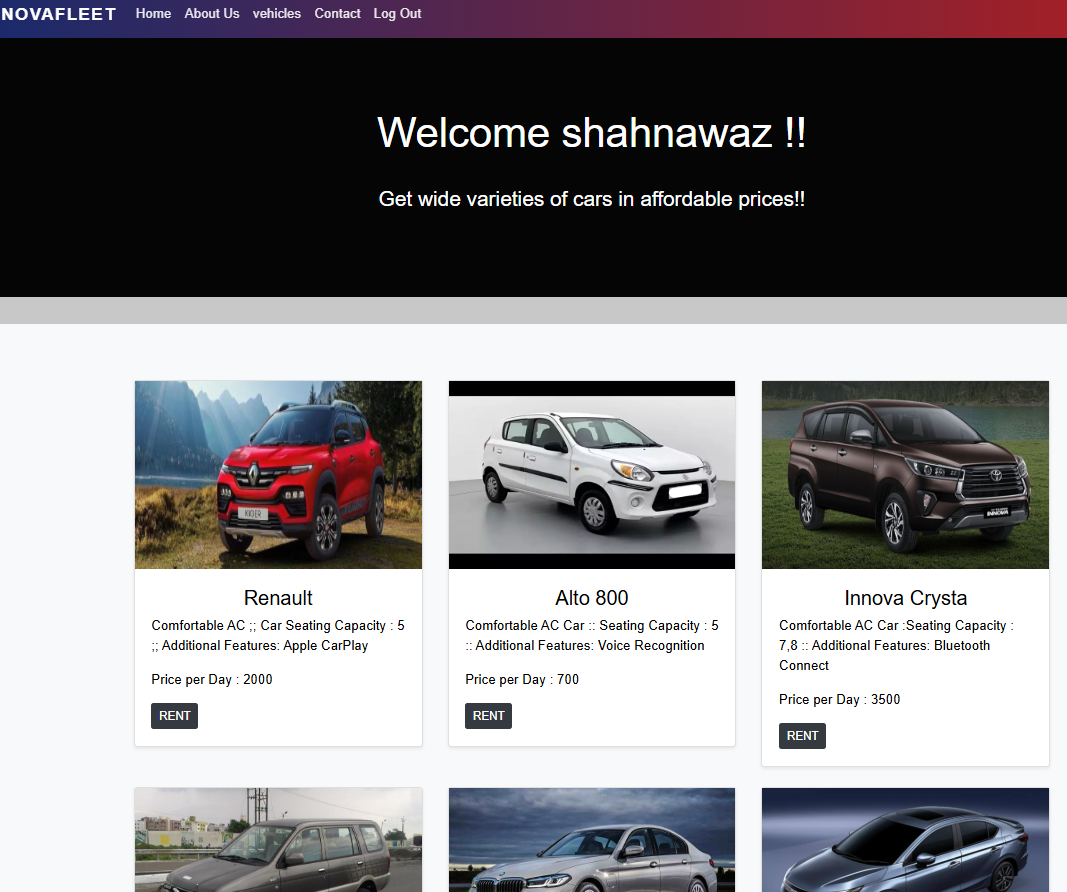 NOVAFLEET Home About Us vehicles Contact Log Out
Welcome shahnawaz !!
Get wide varieties of cars in affordable prices!!
KIGER
INNOVA
Renault
Comfortable AC ;; Car Seating Capacity : 5
;; Additional Features: Apple CarPlay
Price per Day : 2000
RENT
Alto 800
Comfortable AC Car :: Seating Capacity : 5
:: Additional Features: Voice Recognition
Price per Day : 700
RENT
Innova Crysta
Comfortable AC Car :Seating Capacity :
7,8 :: Additional Features: Bluetooth
Connect
Price per Day : 3500
RENT